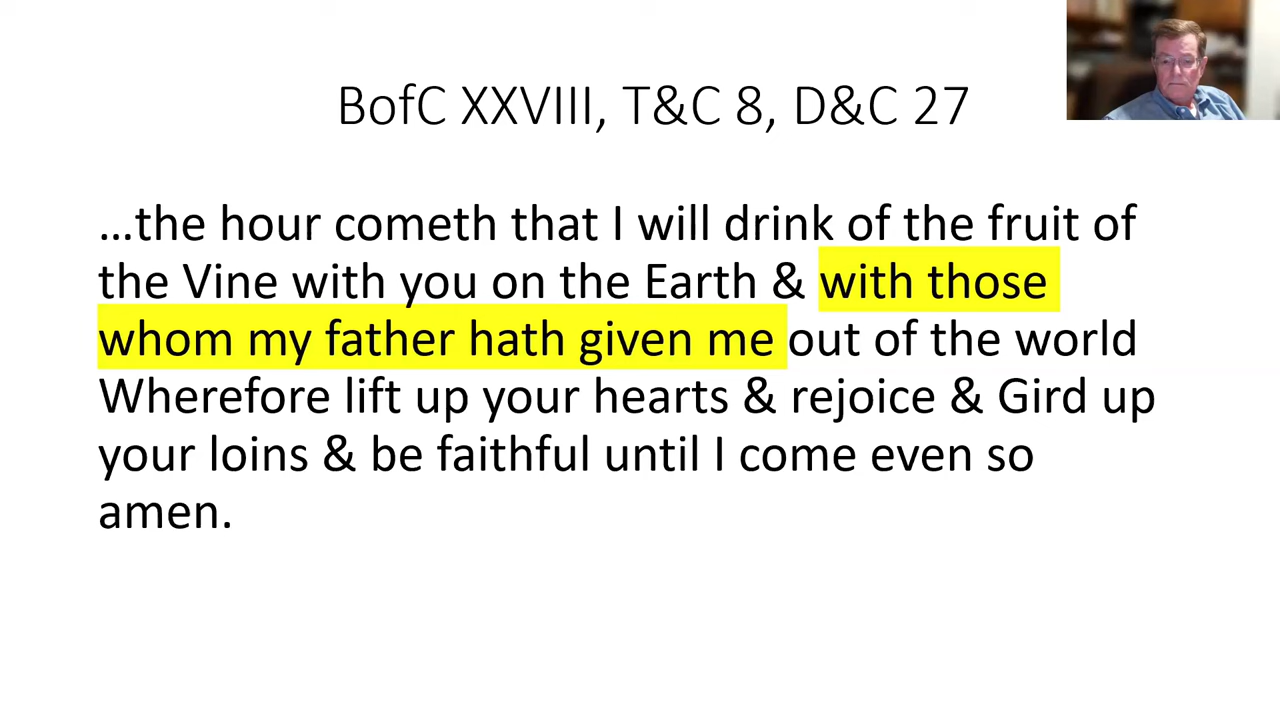 BofC XXVIII, T&C 8, D&C 27
…the hour cometh that I will drink of the fruit of
the Vine with you on the Earth & with those
whom my father hath given me out of the world
Wherefore lift up your hearts & rejoice & Gird up
your loins & be faithful until I come even so
amen.